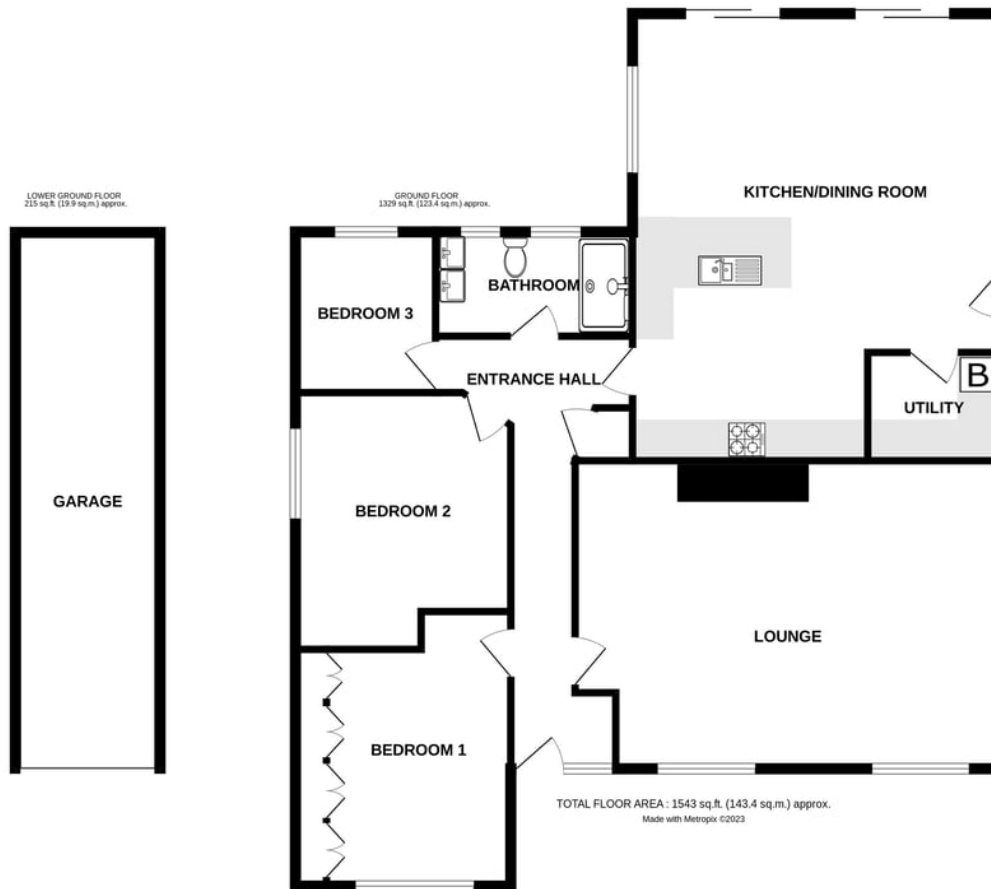 LOWER GROUND FLOOR
215 sq.ft. (19.9 sq.m.) approx.
GROUND FLOOR
1329 sq.ft. (123.4 sq.m.) approx.
KITCHEN/DINING ROOM
BATHROOM
BEDROOM 3
ENTRANCE HALL
B
UTILITY
GARAGE
BEDROOM 2
LOUNGE
BEDROOM 1
TOTAL FLOOR AREA : 1543 sq.ft. (143.4 sq.m.) approx.
Made with Metropix ©2023